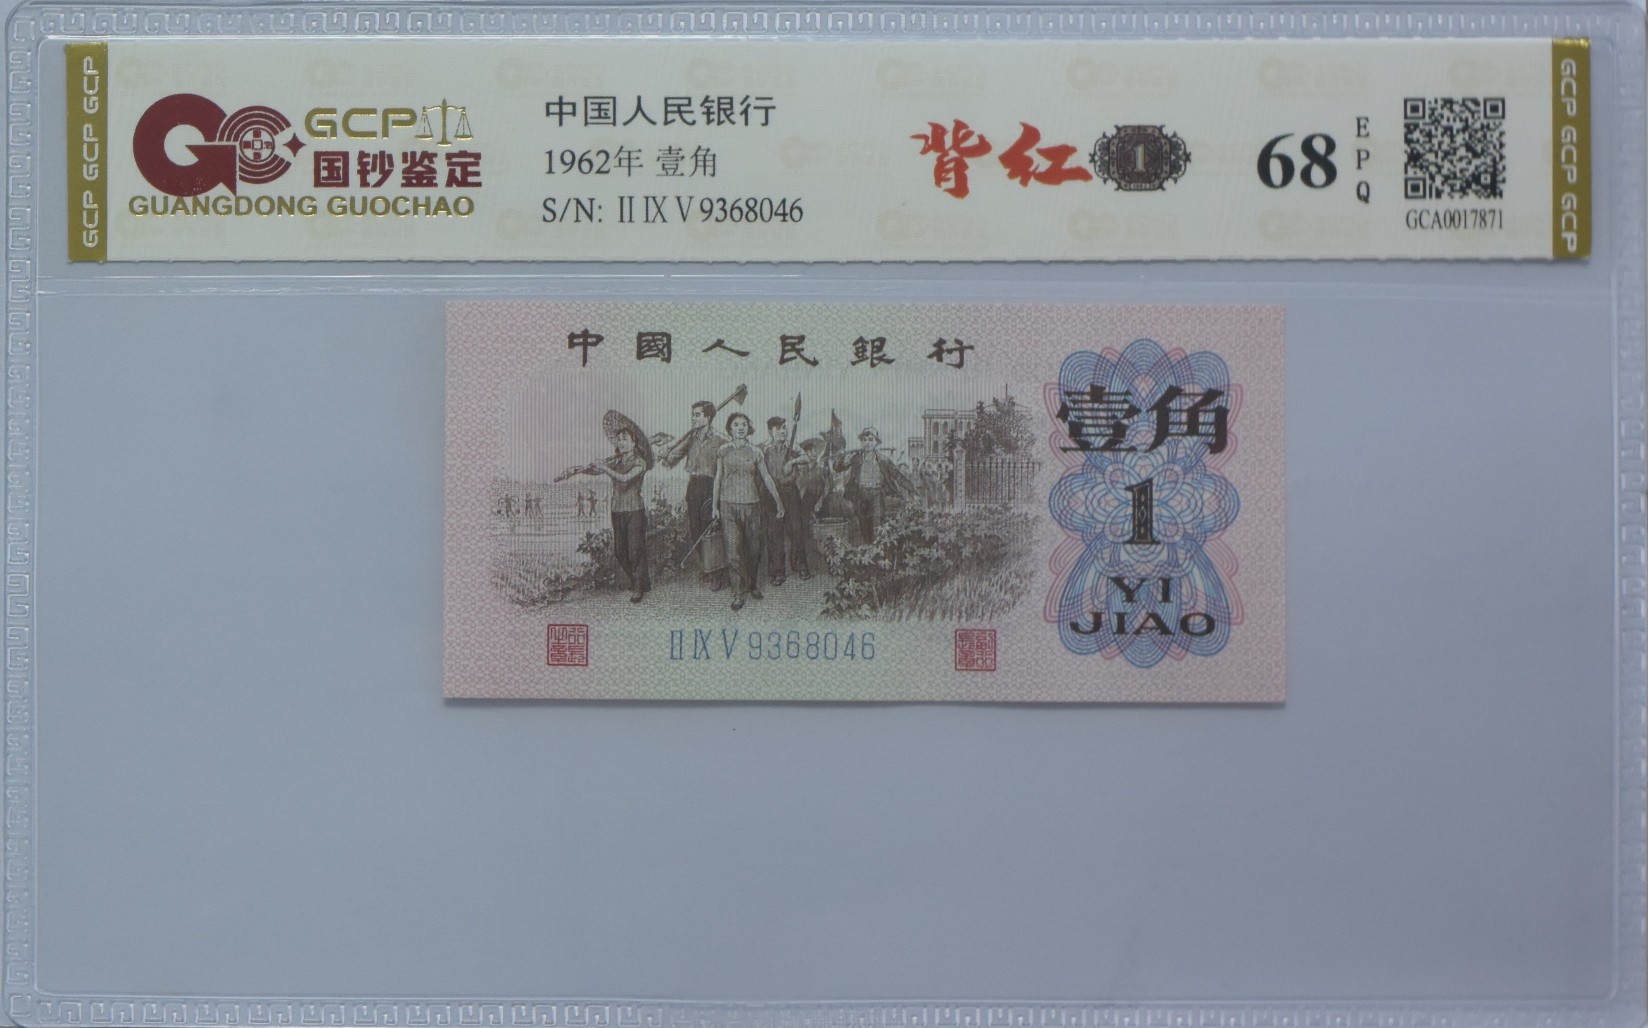 GCP GCP GCP
GCP
国钞鉴定
GUANGDONG GUOCHAO
中国人民银行
1962年 壹角
S/N: II IX V 9368046
背红
1
68
EPQ
GCA0017871
GCP GCP GCP
中國人民銀行
壹角
1
YI
JIAO
II IX V 9368046